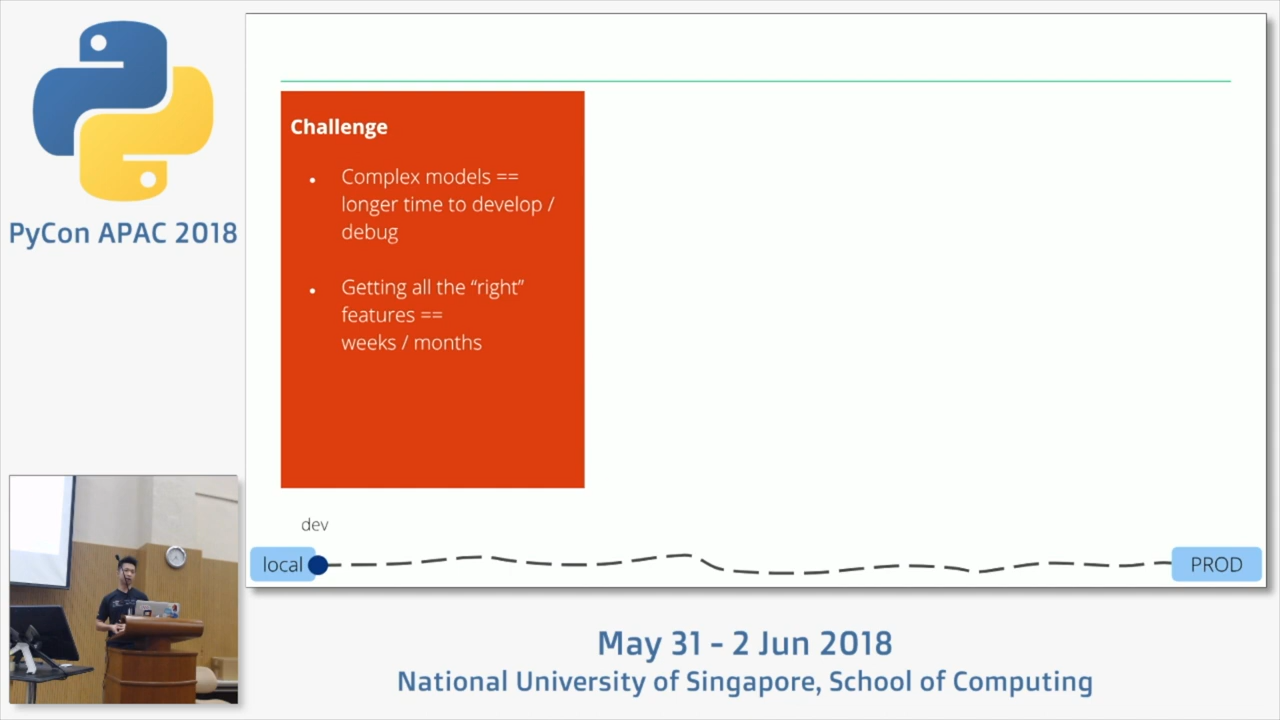 PyCon APAC 2018
Challenge
• Complex models ==
longer time to develop /
debug
• Getting all the “right”
features ==
weeks / months
dev
local
PROD
May 31 - 2 Jun 2018
National University of Singapore, School of Computing